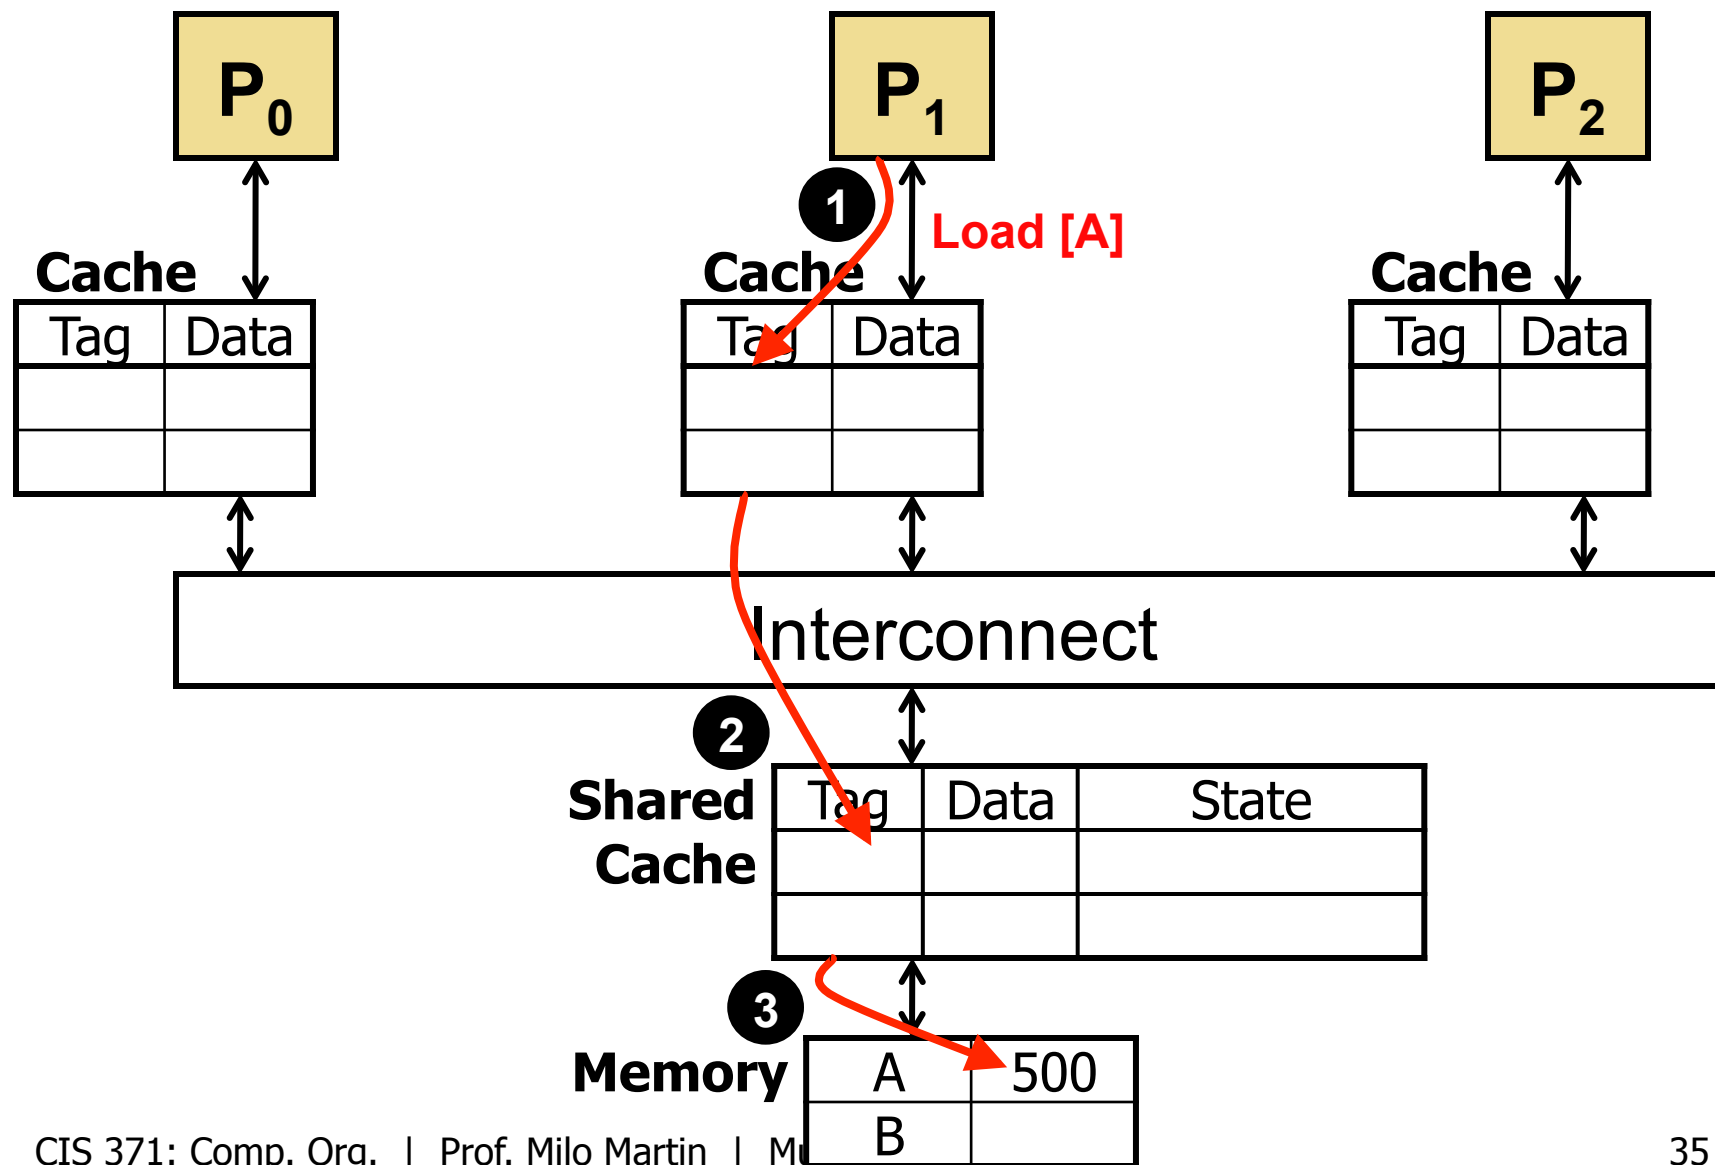 P0 P1 P2
1
Load [A]
Cache Cache Cache
Tag Data Tag Data Tag Data
Interconnect
2
Shared Cache
Tag Data State
3
Memory
A 500
B
CIS 371: Comp. Org. | Prof. Milo Martin |
35